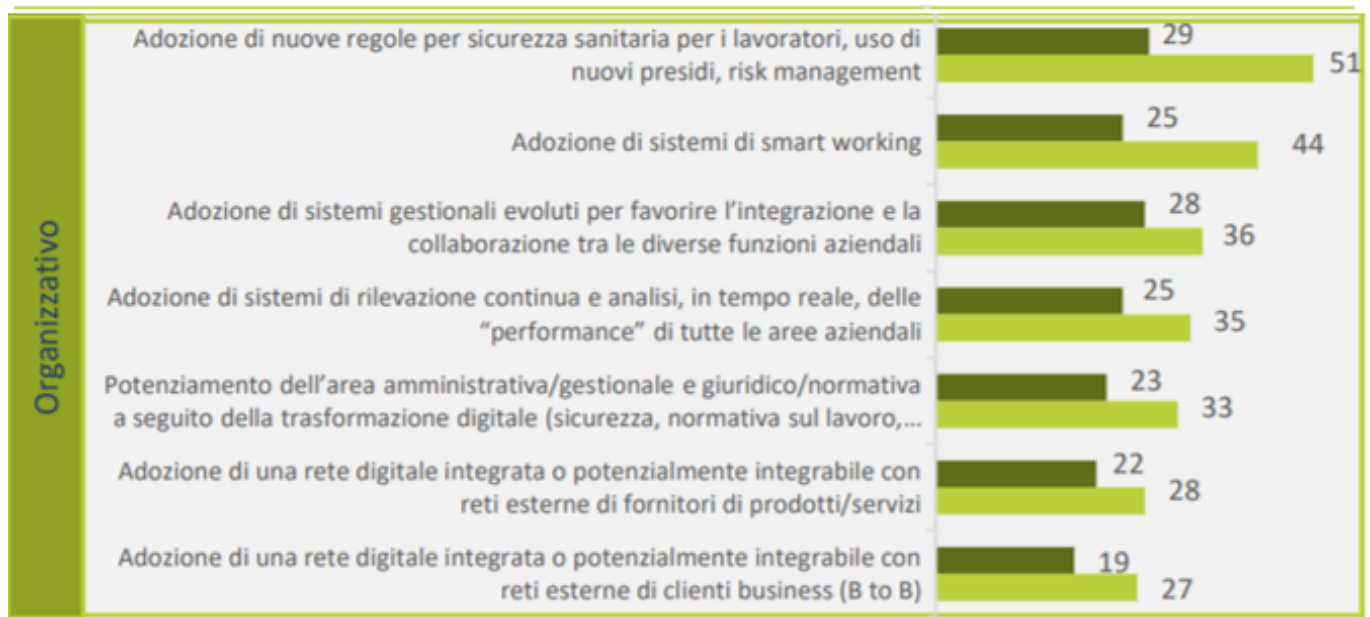 Organizzativo
Adozione di nuove regole per sicurezza sanitaria per i lavoratori, uso di
nuovi presidi, risk management
29
51
Adozione di sistemi di smart working
25
44
Adozione di sistemi gestionali evoluti per favorire l'integrazione e la
collaborazione tra le diverse funzioni aziendali
28
36
Adozione di sistemi di rilevazione continua e analisi, in tempo reale, delle
“performance” di tutte le aree aziendali
25
35
Potenziamento dell'area amministrativa/gestionale e giuridico/normativa
a seguito della trasformazione digitale (sicurezza, normativa sul lavoro,...
23
33
Adozione di una rete digitale integrata o potenzialmente integrabile con
reti esterne di fornitori di prodotti/servizi
22
28
Adozione di una rete digitale integrata o potenzialmente integrabile con
reti esterne di clienti business (B to B)
19
27